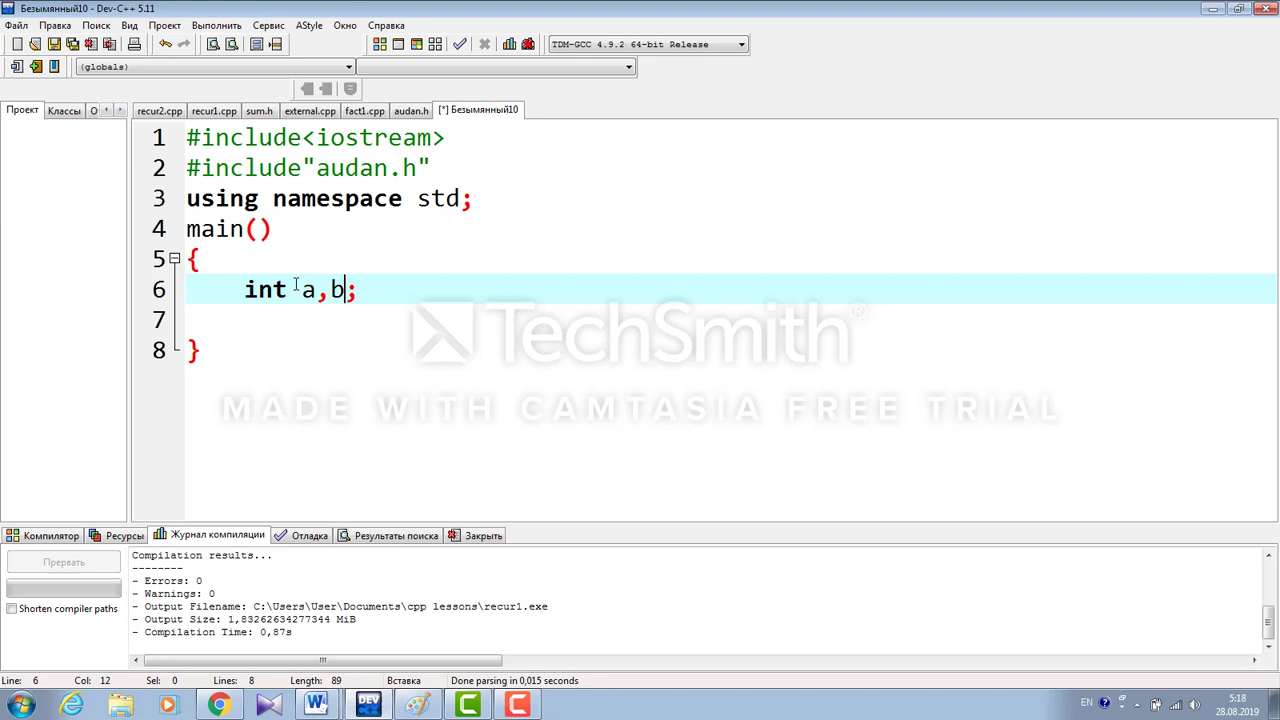 Безымянный10 - Dev-C++ 5.11
Файл Правка Поиск Вид Проект Выполнить Сервис AStyle Окно Справка
TDM-GCC 4.9.2 64-bit Release
(globals)
Проект Классы О recur2.cpp recur1.cpp sum.h external.cpp fact1.cpp audan.h [*] Безымянный10
1 #include<iostream>
2 #include"audan.h"
3 using namespace std;
4 main()
5 {
6 int a,b;
7
8 }
TechSmith®
MADE WITH CAMTASIA FREE TRIAL
Компилятор Ресурсы Журнал компиляции Отладка Результаты поиска Закрыть
Прервать
Shorten compiler paths
Compilation results...
--------
- Errors: 0
- Warnings: 0
- Output Filename: C:\Users\User\Documents\cpp lessons\recur1.exe
- Output Size: 1,83262634277344 MiB
- Compilation Time: 0,87s
Line: 6 Col: 12 Sel: 0 Lines: 8 Length: 89 Вставка Done parsing in 0,015 seconds
DEV C++
EN 5:18
28.08.2019